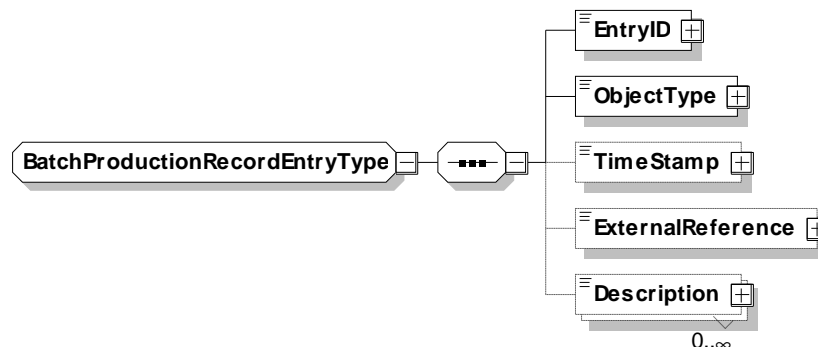 EntryID
ObjectType
BatchProductionRecordEntryType
TimeStamp
ExternalReference
Description
0..∞